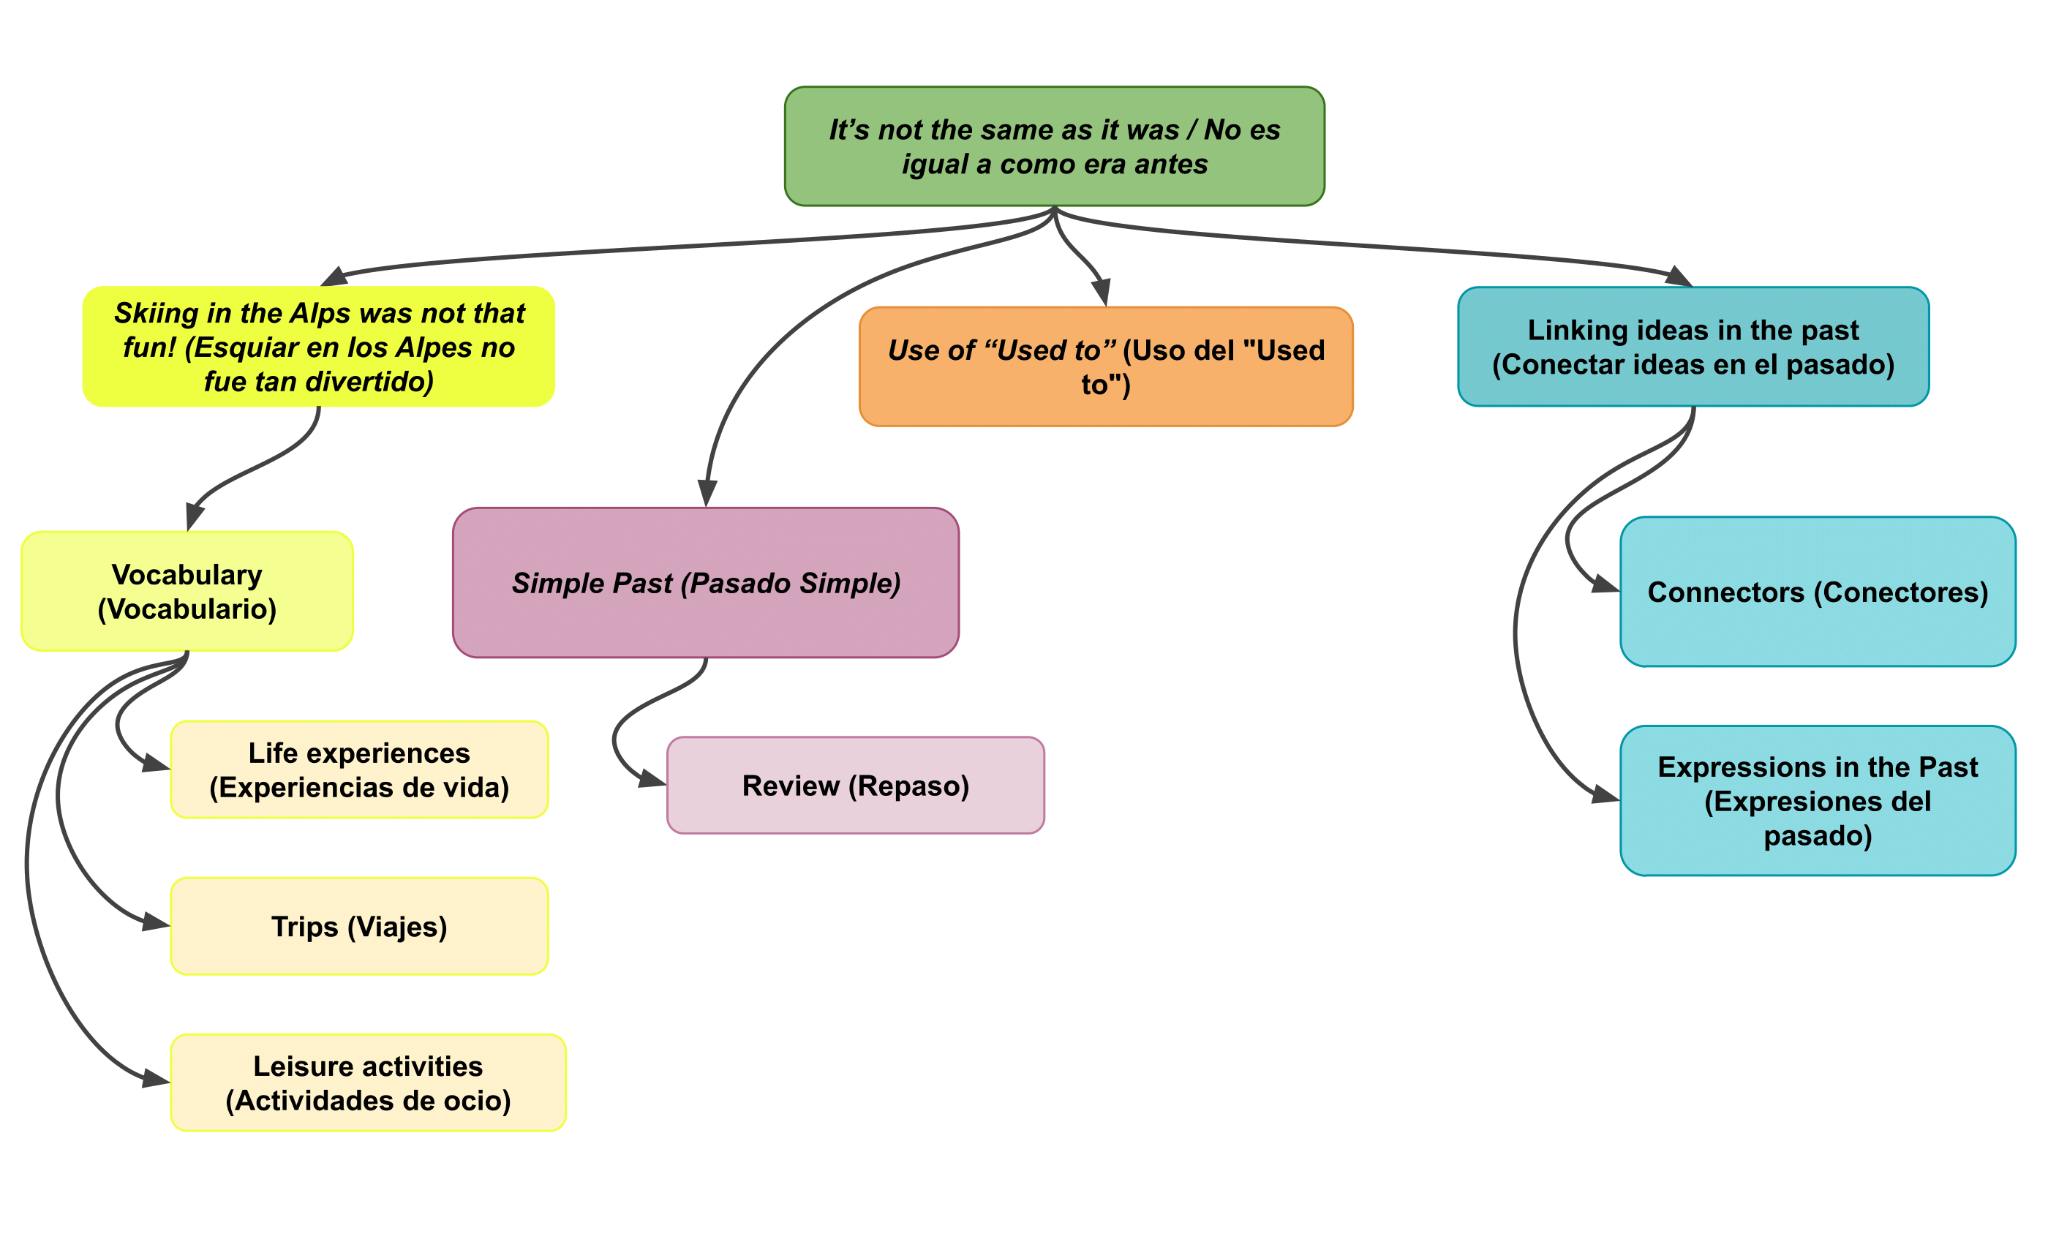 It’s not the same as it was / No es
igual a como era antes
Skiing in the Alps was not that
fun! (Esquiar en los Alpes no
fue tan divertido)
Use of “Used to” (Uso del "Used
to")
Linking ideas in the past
(Conectar ideas en el pasado)
Vocabulary
(Vocabulario)
Simple Past (Pasado Simple)
Connectors (Conectores)
Life experiences
(Experiencias de vida)
Review (Repaso)
Expressions in the Past
(Expresiones del
pasado)
Trips (Viajes)
Leisure activities
(Actividades de ocio)